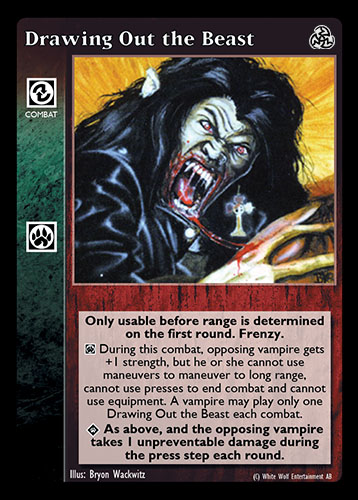 Drawing Out the Beast
COMBAT
Only usable before range is determined
on the first round. Frenzy.
During this combat, opposing vampire gets
+1 strength, but he or she cannot use
maneuvers to maneuver to long range,
cannot use presses to end combat and cannot
use equipment. A vampire may play only one
Drawing Out the Beast each combat.
As above, and the opposing vampire
takes 1 unpreventable damage during
the press step each round.
Illus: Bryon Wackwitz
(C) White Wolf Entertainment AB